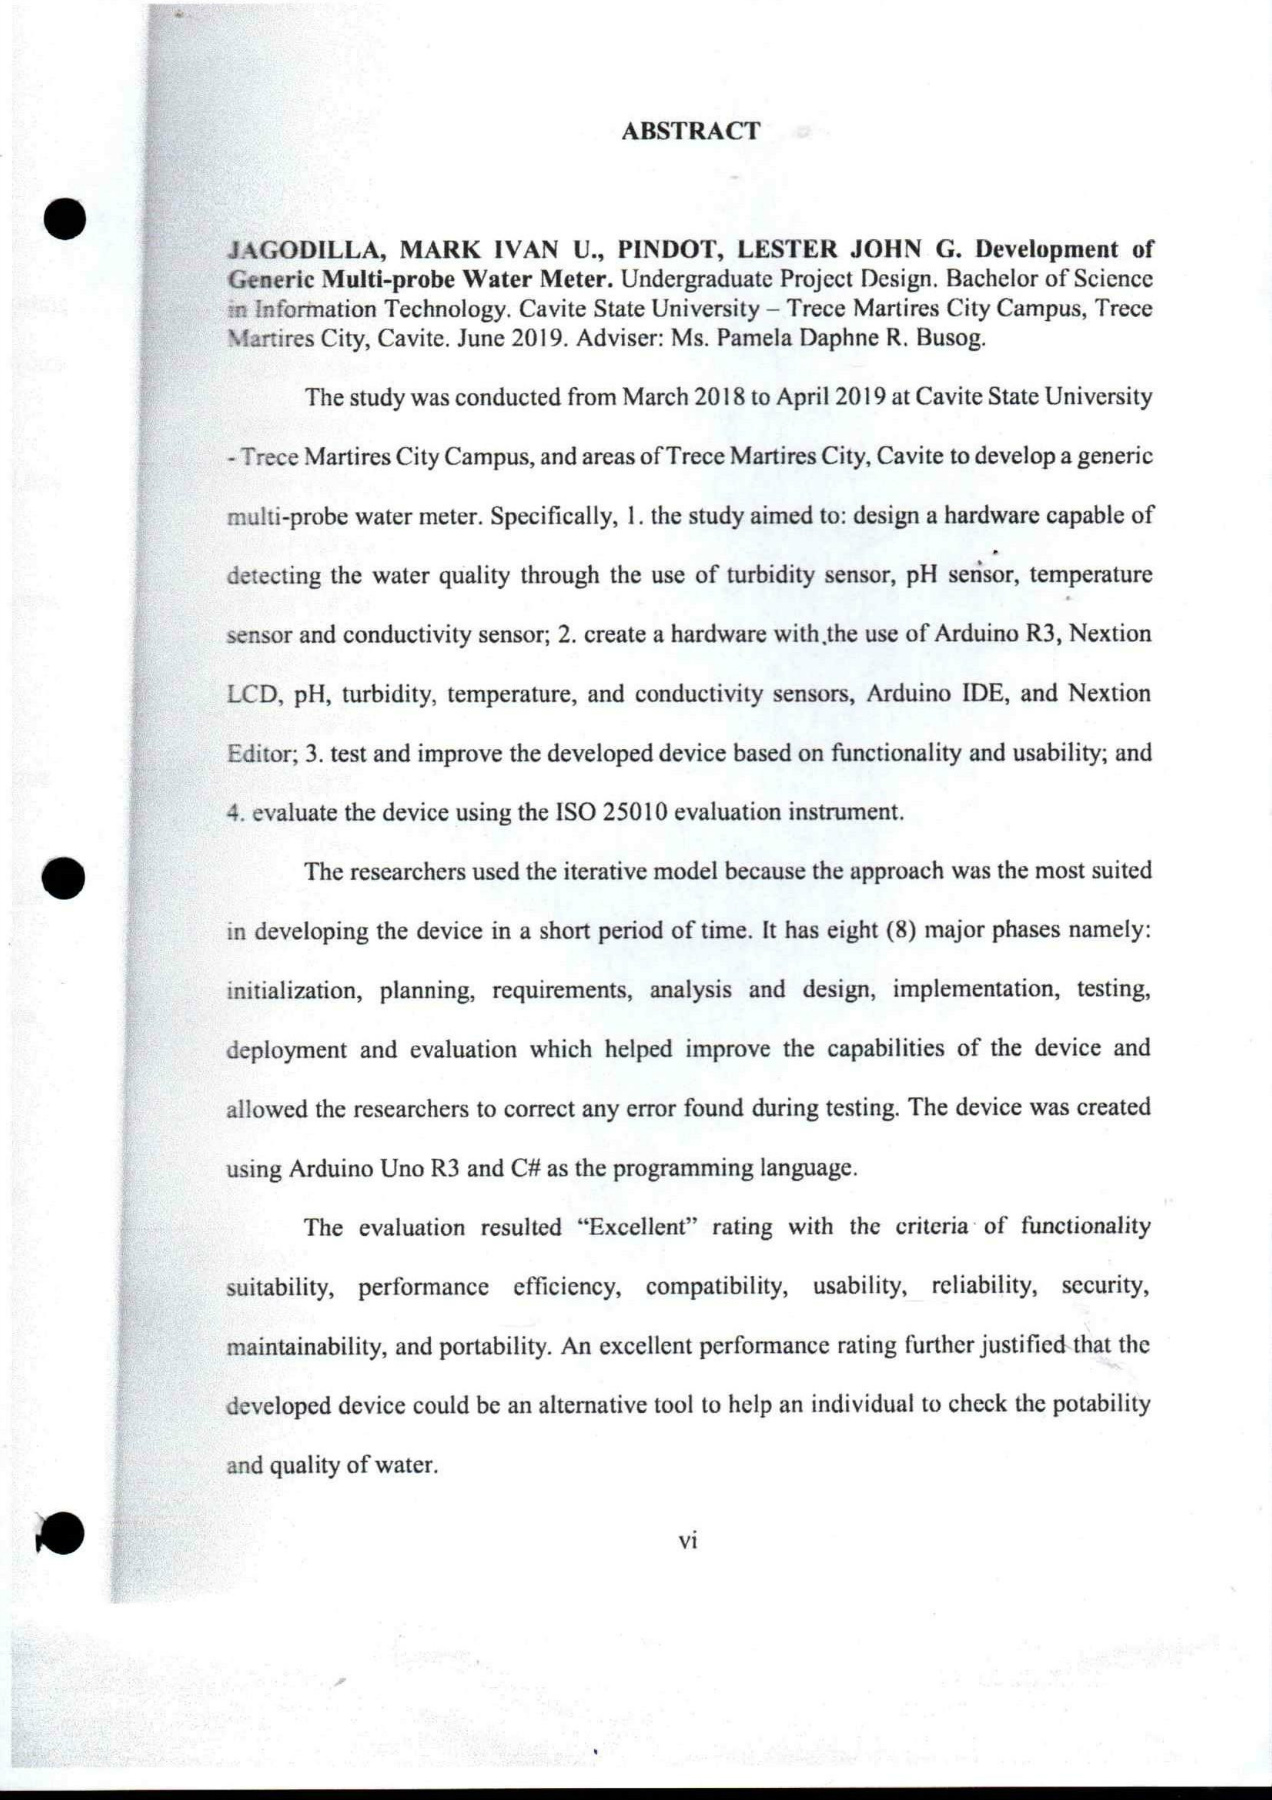 ABSTRACT
JAGODILLA, MARK IVAN U., PINDOT, LESTER JOHN G. Development of
Generic Multi-probe Water Meter. Undergraduate Project Design. Bachelor of Science
in Information Technology. Cavite State University – Trece Martires City Campus, Trece
Martires City, Cavite. June 2019. Adviser: Ms. Pamela Daphne R. Busog.
The study was conducted from March 2018 to April 2019 at Cavite State University
- Trece Martires City Campus, and areas of Trece Martires City, Cavite to develop a generic
multi-probe water meter. Specifically, 1. the study aimed to: design a hardware capable of
detecting the water quality through the use of turbidity sensor, pH sensor, temperature
sensor and conductivity sensor; 2. create a hardware with the use of Arduino R3, Nextion
LCD, pH, turbidity, temperature, and conductivity sensors, Arduino IDE, and Nextion
Editor; 3. test and improve the developed device based on functionality and usability; and
4. evaluate the device using the ISO 25010 evaluation instrument.
The researchers used the iterative model because the approach was the most suited
in developing the device in a short period of time. It has eight (8) major phases namely:
initialization, planning, requirements, analysis and design, implementation, testing,
deployment and evaluation which helped improve the capabilities of the device and
allowed the researchers to correct any error found during testing. The device was created
using Arduino Uno R3 and C# as the programming language.
The evaluation resulted “Excellent” rating with the criteria of functionality
suitability, performance efficiency, compatibility, usability, reliability, security,
maintainability, and portability. An excellent performance rating further justified that the
developed device could be an alternative tool to help an individual to check the potability
and quality of water.
vi